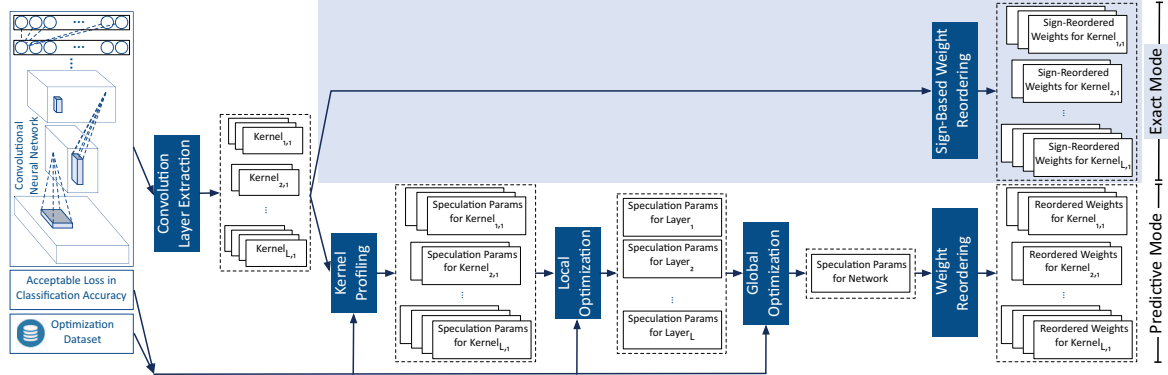 ...
...
⋮
Convolutional
Neural Network
Acceptable Loss in
Classification Accuracy
Optimization
Dataset
Convolution
Layer Extraction
Kernel1,1
Kernel2,1
...
KernelL,1
Kernel
Profiling
Speculation Params
for Kernel1,1
Speculation Params
for Kernel2,1
...
Speculation Params
for KernelL,1
Local
Optimization
Speculation Params
for Layer1
Speculation Params
for Layer2
...
Speculation Params
for LayerL
Global
Optimization
Speculation Params
for Network
Sign-Based Weight
Reordering
Sign-Reordered
Weights for Kernel1,1
Sign-Reordered
Weights for Kernel2,1
...
Sign-Reordered
Weights for KernelL,1
Exact Mode
Weight
Reordering
Reordered Weights
for Kernel1,1
Reordered Weights
for Kernel2,1
...
Reordered Weights
for KernelL,1
Predictive Mode